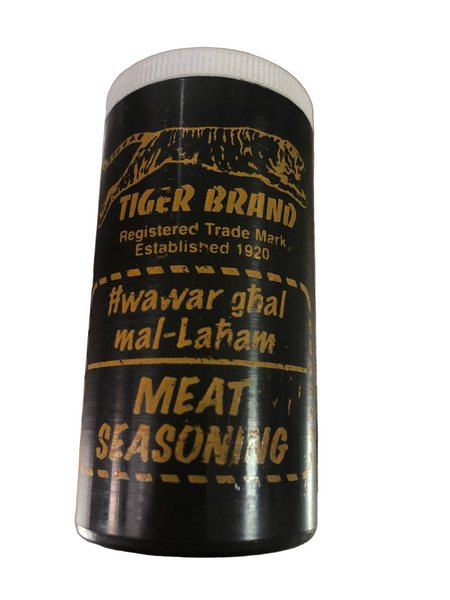 TIGER BRAND
Registered Trade Mark
Established 1920
Ħwawar għal
mal-Laħam
MEAT
SEASONING